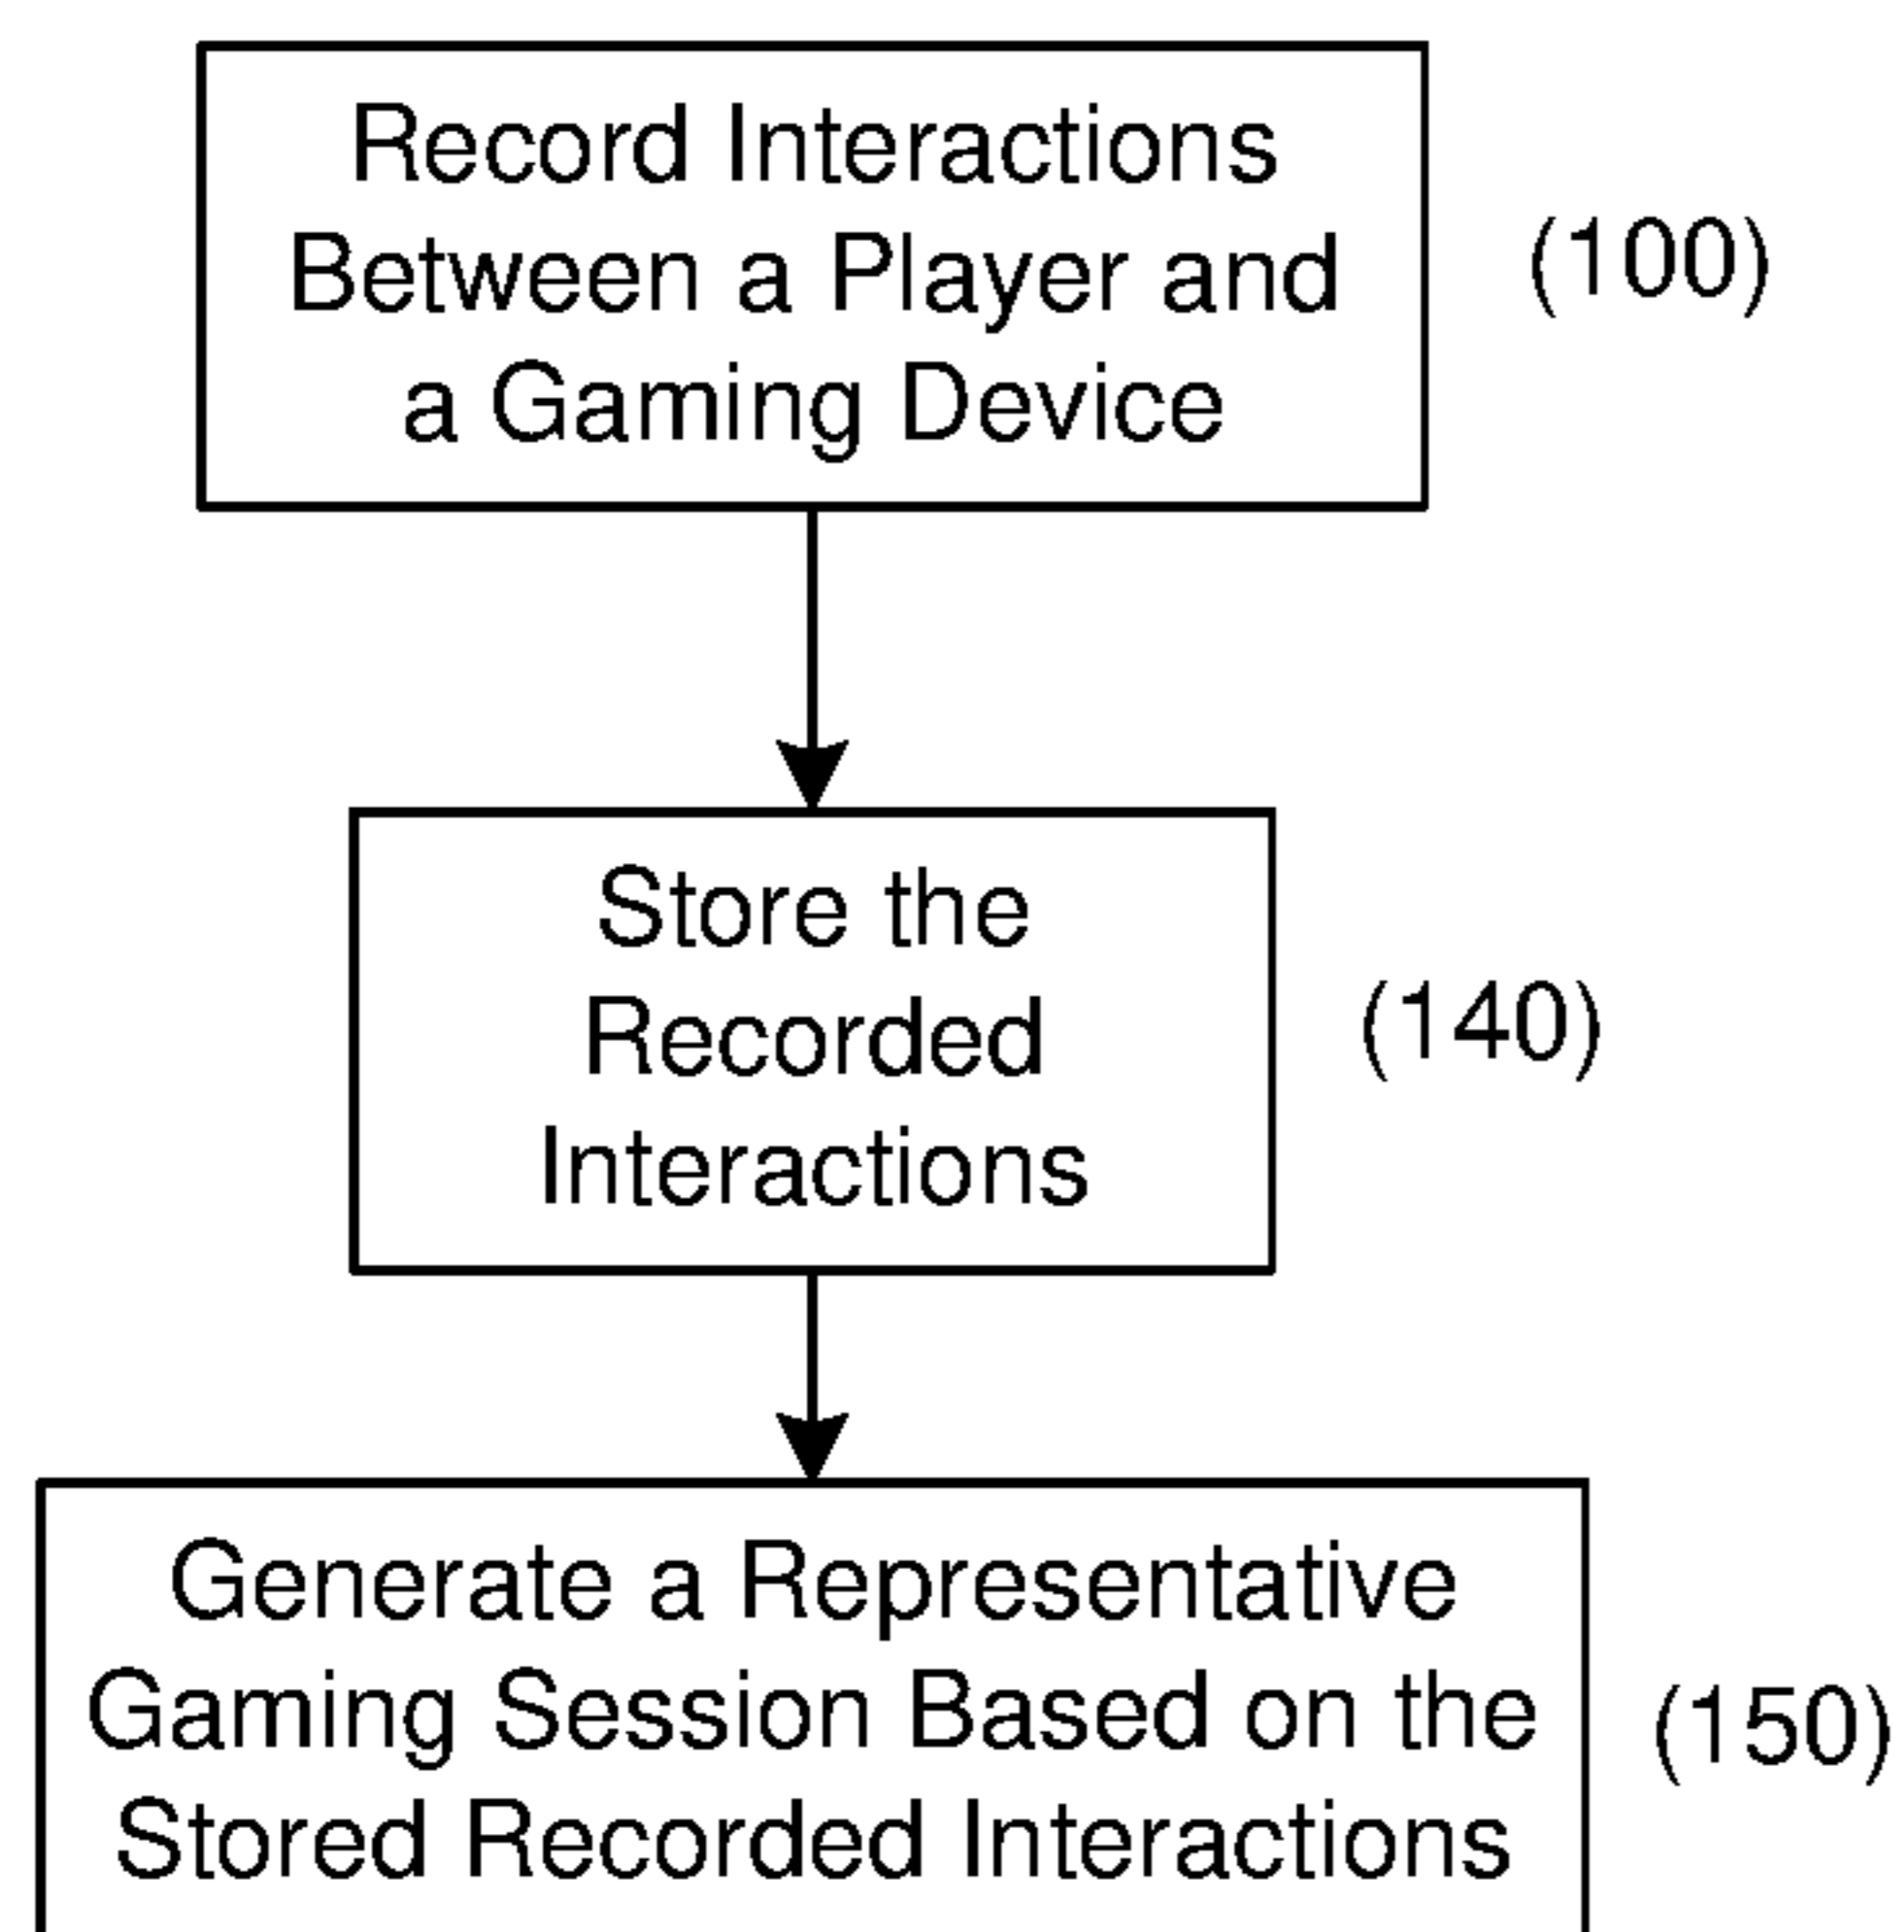 Record Interactions
Between a Player and
a Gaming Device
(100)
Store the
Recorded
Interactions
(140)
Generate a Representative
Gaming Session Based on the
Stored Recorded Interactions
(150)